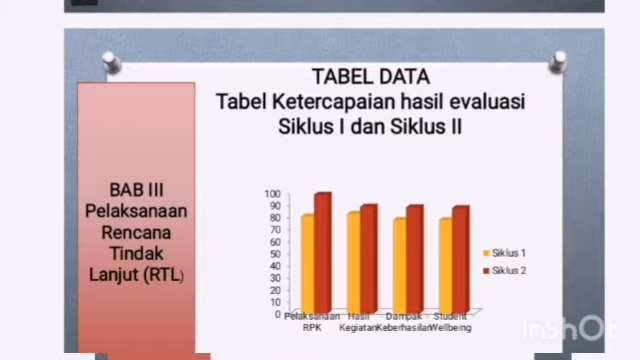 TABEL DATA
Tabel Ketercapaian hasil evaluasi
Siklus I dan Siklus II
BAB III
Pelaksanaan
Rencana
Tindak
Lanjut (RTL)
100
90
80
70
60
50
40
30
20
10
0
Pelaksanaan
RPK
Hasil
Kegiatan
Dampak
Keberhasilan
Student
Wellbeing
Siklus 1
Siklus 2
InShOt